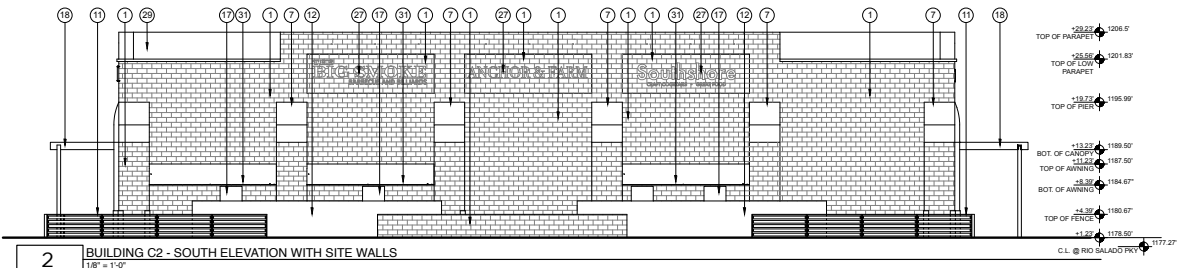 18 11 1 29 17 31 1 7 12 27 17 31 1 1 27 1 1 7 1 31 1 27 17 12 7 1 7 11 18
BIG SMOKE
ANCHOR & FARM
Southshore
+29.23' 1206.5'
TOP OF PARAPET
+25.56' 1201.83'
TOP OF LOW
PARAPET
+19.73' 1195.99'
TOP OF PIER
+13.23' 1189.50'
BOT. OF CANOPY
+11.23' 1187.50'
TOP OF AWNING
+8.39' 1184.67'
BOT. OF AWNING
+4.39' 1180.67'
TOP OF FENCE
+1.23' 1178.50'
C.L. @ RIO SALADO PKY 1177.27'
2 BUILDING C2 - SOUTH ELEVATION WITH SITE WALLS
1/8" = 1'-0"